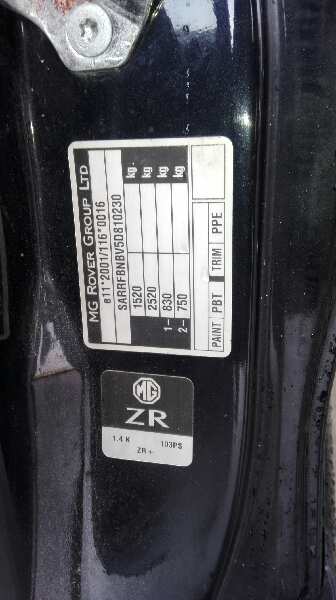 MG ROVER GROUP LTD
e11*2001/116*0016
SARRFBNBV5D810230
1520 kg
2520 kg
1- 830 kg
2- 750 kg
PAINT PBT TRIM PPE
MG
ZR
1.4 K 103PS
ZR +